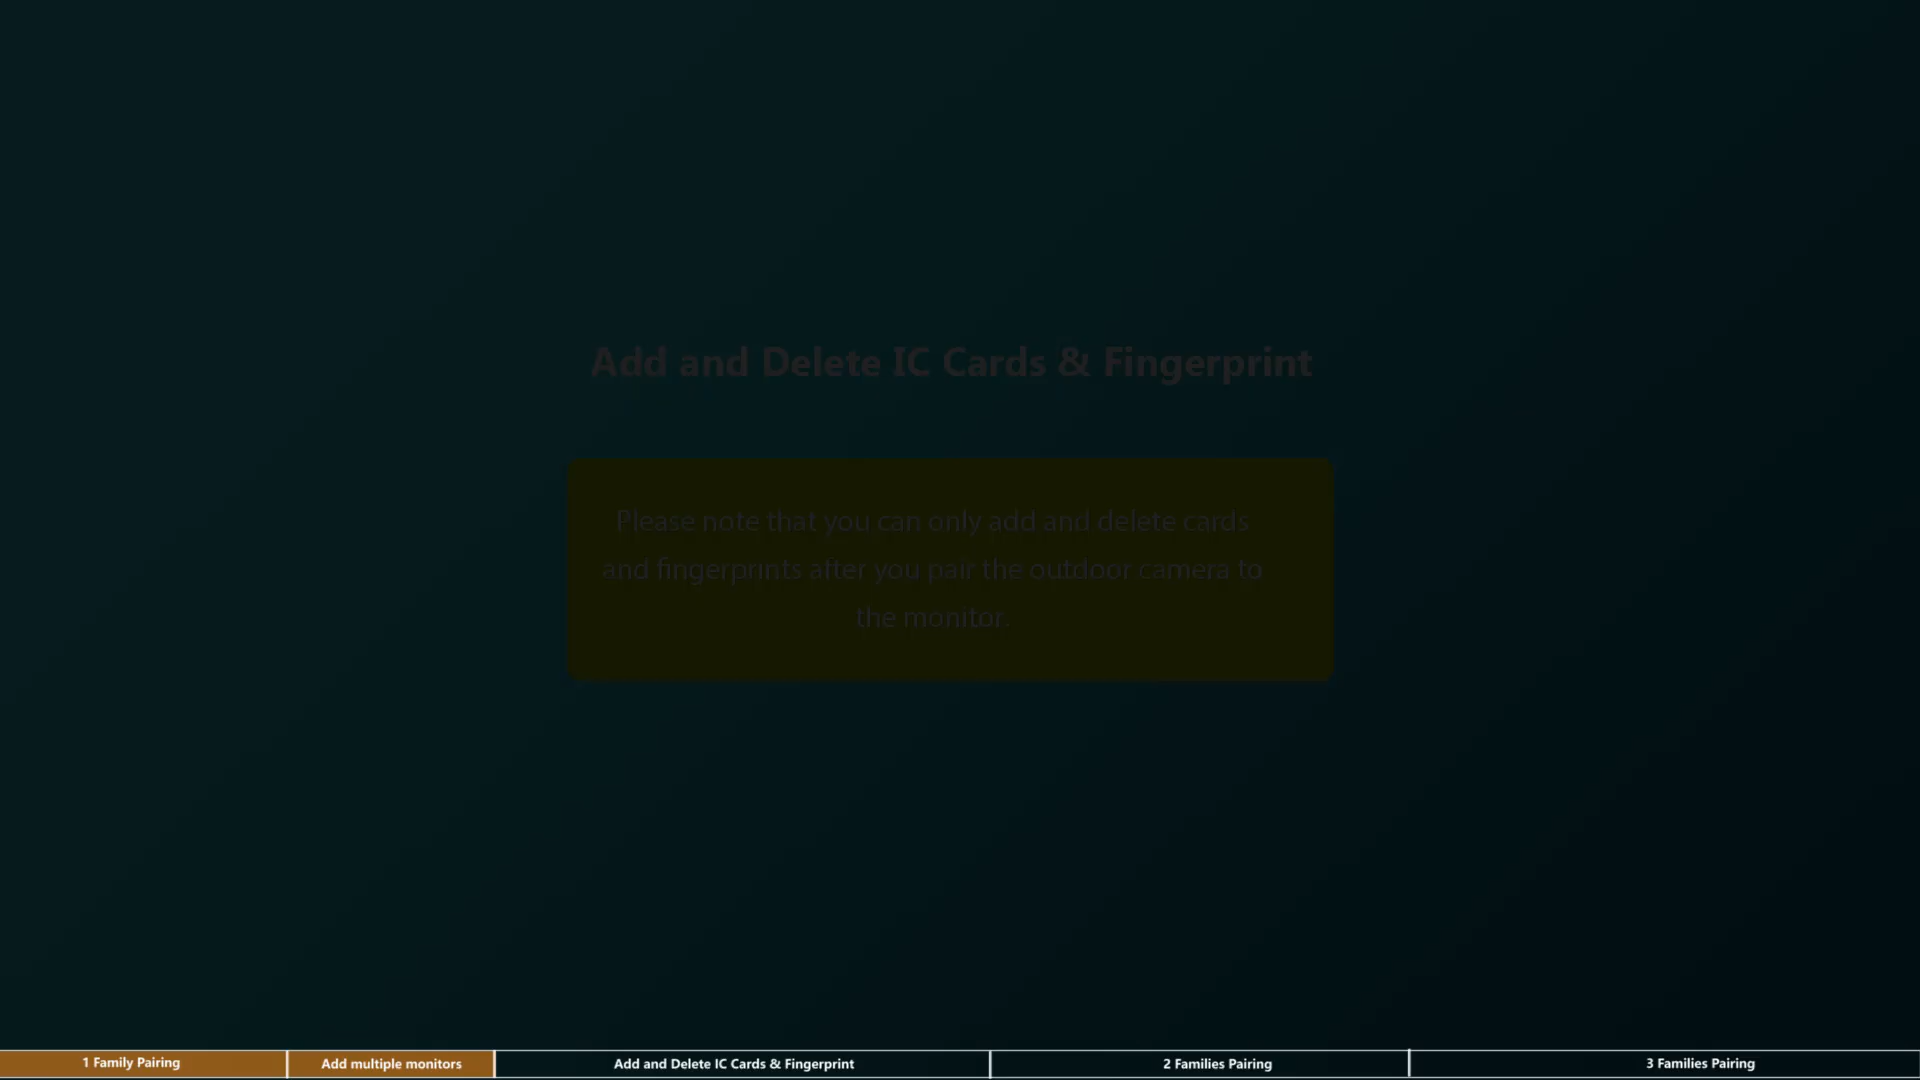 Add and Delete IC Cards & Fingerprint
Please note that you can only add and delete cards
and fingerprints after you pair the outdoor camera to
the monitor.
1 Family Pairing
Add multiple monitors
Add and Delete IC Cards & Fingerprint
2 Families Pairing
3 Families Pairing